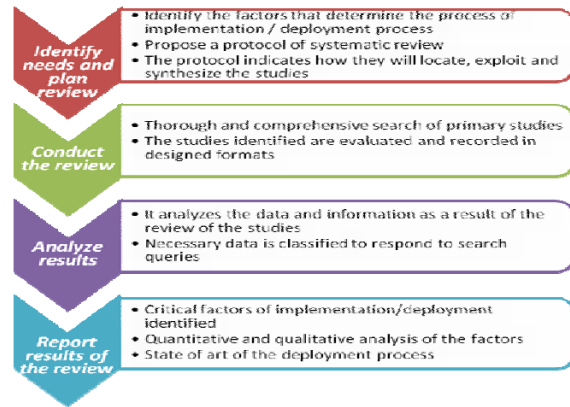 Identify needs and plan review
• Identify the factors that determine the process of
implementation / deployment process
• Propose a protocol of systematic review
• The protocol indicates how they will locate, exploit and
synthesize the studies
Conduct the review
• Thorough and comprehensive search of primary studies
• The studies identified are evaluated and recorded in
designed formats
Analyze results
• It analyzes the data and information as a result of the
review of the studies
• Necessary data is classified to respond to search
queries
Report results of the review
• Critical factors of implementation/deployment
identified
• Quantitative and qualitative analysis of the factors
• State of art of the deployment process